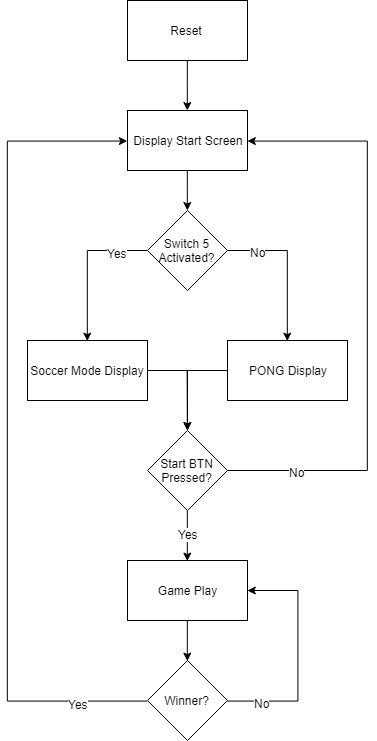 Reset
Display Start Screen
Switch 5
Activated?
Yes
No
Soccer Mode Display
PONG Display
Start BTN
Pressed?
No
Yes
Game Play
Winner?
Yes
No